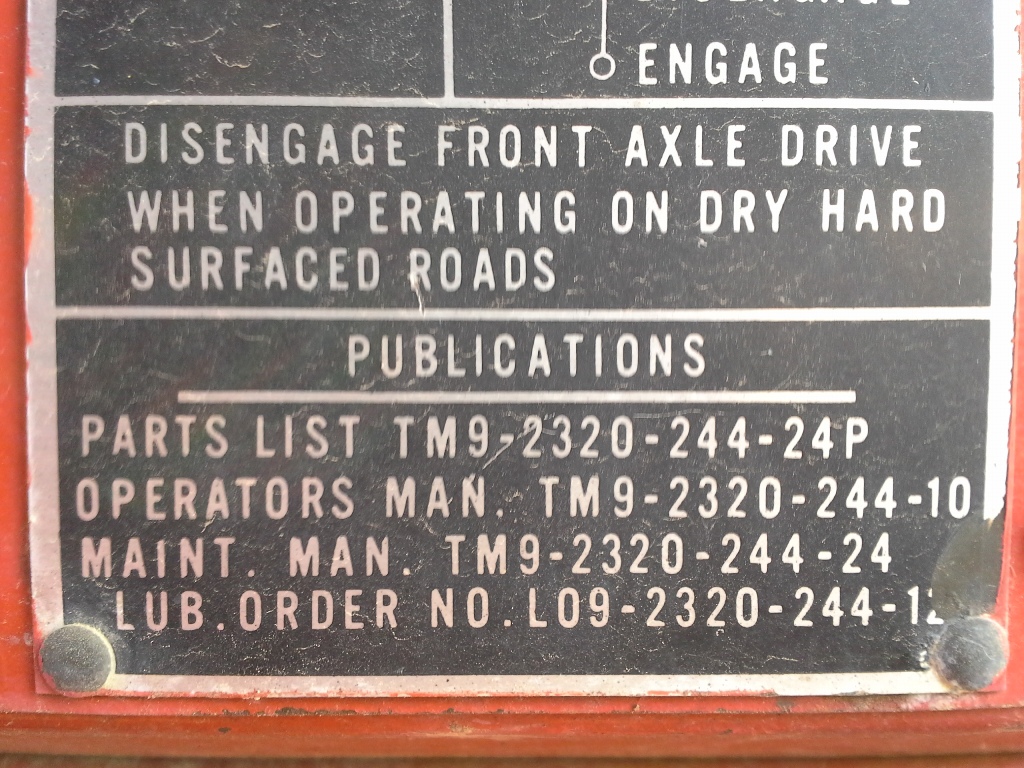 ENGAGE
DISENGAGE FRONT AXLE DRIVE
WHEN OPERATING ON DRY HARD
SURFACED ROADS
PUBLICATIONS
PARTS LIST TM9-2320-244-24P
OPERATORS MAN. TM9-2320-244-10
MAINT. MAN. TM9-2320-244-24
LUB. ORDER NO. LO9-2320-244-12